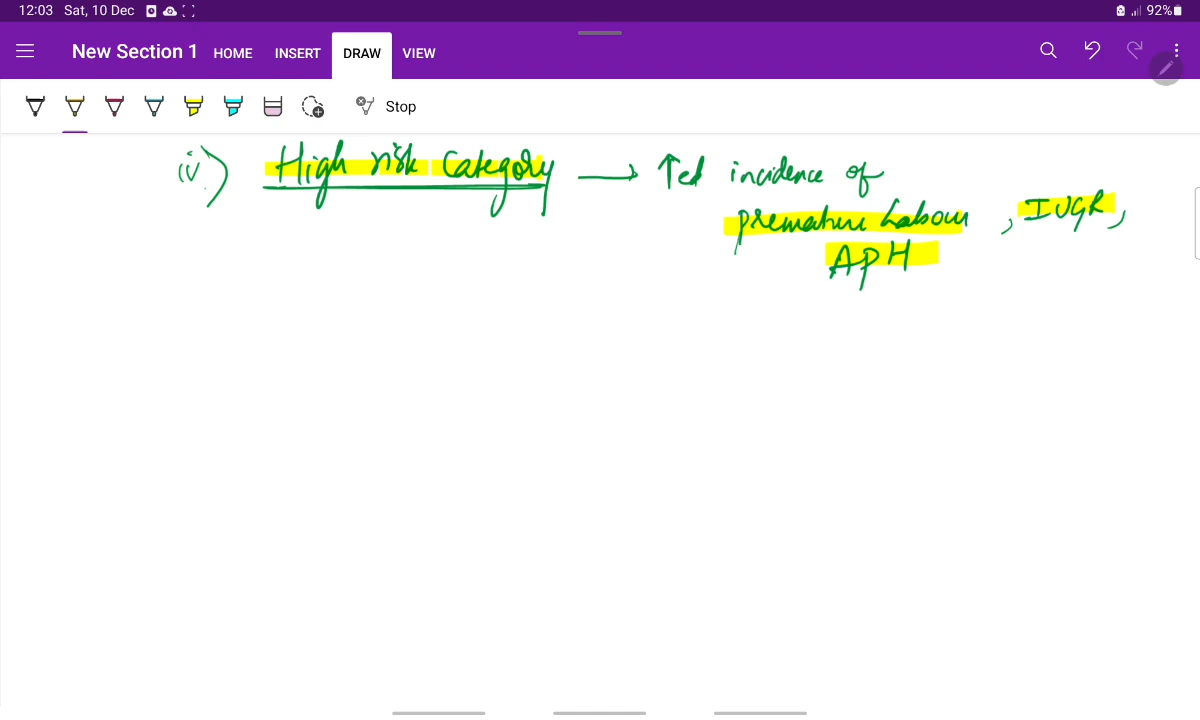 12:03 Sat, 10 Dec 92%
New Section 1 HOME INSERT DRAW VIEW
Stop
(iv) High risk Category → ↑ed incidence of
premature Labour, IUGR,
APH